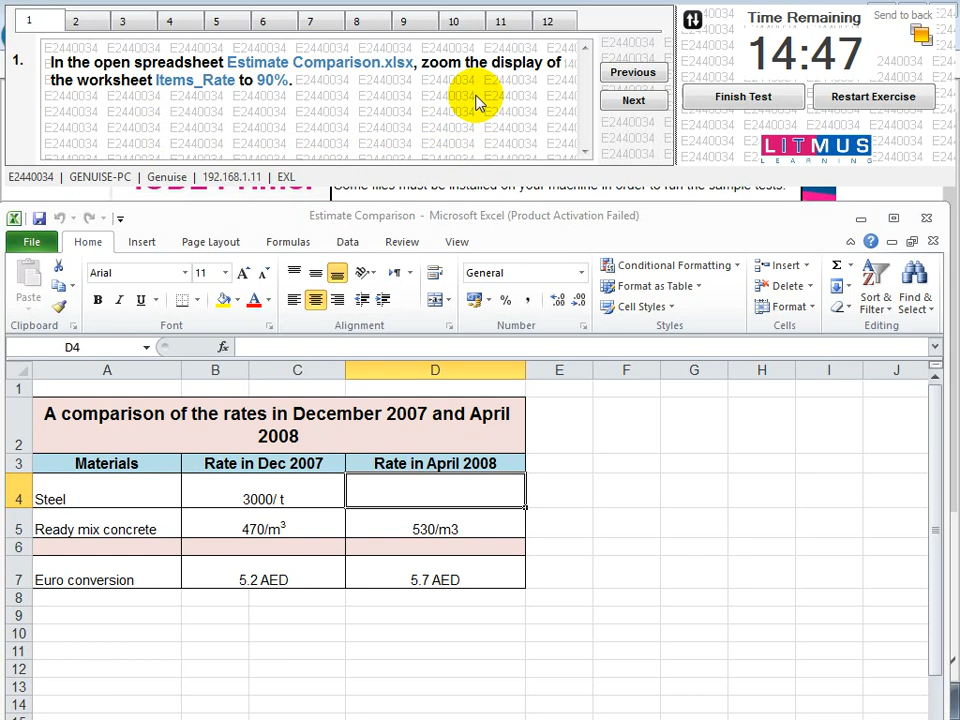 1 2 3 4 5 6 7 8 9 10 11 12
1. In the open spreadsheet Estimate Comparison.xlsx, zoom the display of
the worksheet Items_Rate to 90%.
Previous
Next
Time Remaining
Send to back
14:47
Finish Test
Restart Exercise
LITMUS
LEARNING
E2440034 | GENUISE-PC | Genuise | 192.168.1.11 | EXL
Some files must be installed on your machine in order to run the sample tests.
Estimate Comparison - Microsoft Excel (Product Activation Failed)
File Home Insert Page Layout Formulas Data Review View
Paste
Arial 11
B I U
General
Conditional Formatting
Format as Table
Cell Styles
Insert
Delete
Format
Sort & Filter
Find & Select
Clipboard Font Alignment Number Styles Cells Editing
D4 fx
A B C D E F G H I J
1
2 A comparison of the rates in December 2007 and April
2008
3 Materials Rate in Dec 2007 Rate in April 2008
4 Steel 3000/ t
5 Ready mix concrete 470/m³ 530/m3
6
7 Euro conversion 5.2 AED 5.7 AED
8
9
10
11
12
13
14